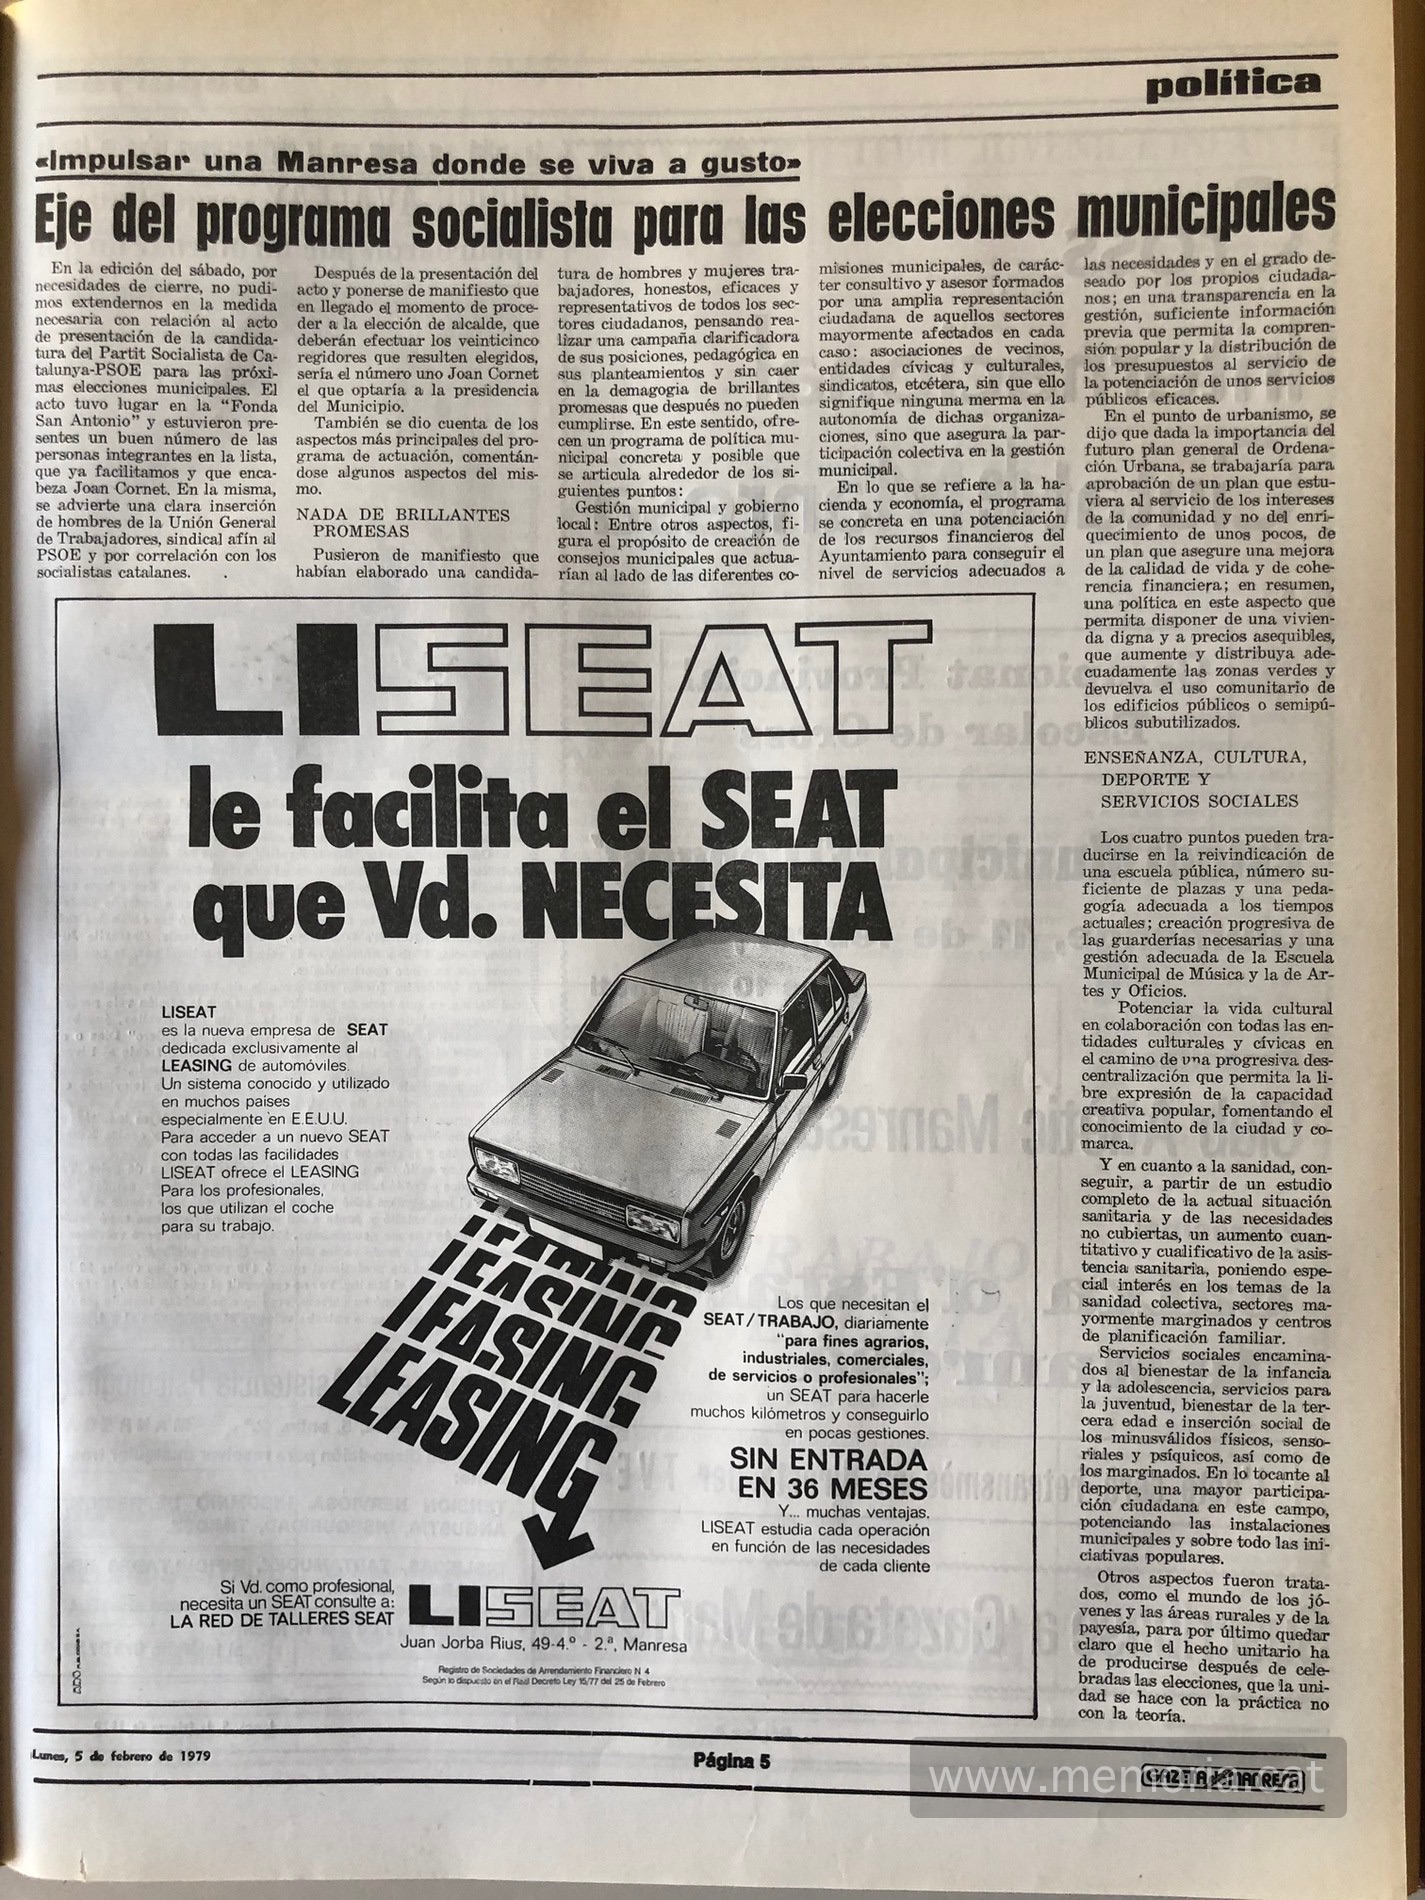 política
«Impulsar una Manresa donde se viva a gusto»
Eje del programa socialista para las elecciones municipales
En la edición del sábado, por
necesidades de cierre, no pudi-
mos extendernos en la medida
necesaria con relación al acto
de presentación de la candida-
tura del Partit Socialista de Ca-
talunya-PSOE para las próxi-
mas elecciones municipales. El
acto tuvo lugar en la "Fonda
San Antonio" y estuvieron pre-
sentes un buen número de las
personas integrantes en la lista,
que ya facilitamos y que enca-
beza Joan Cornet. En la misma,
se advierte una clara inserción
de hombres de la Unión General
de Trabajadores, sindical afín al
PSOE y por correlación con los
socialistas catalanes.
Después de la presentación del
acto y ponerse de manifiesto que
en llegado el momento de proce-
der a la elección de alcalde, que
deberán efectuar los veinticinco
regidores que resulten elegidos,
sería el número uno Joan Cornet
el que optaría a la presidencia
del Municipio.
También se dio cuenta de los
aspectos más principales del pro-
grama de actuación, comentán-
dose algunos aspectos del mis-
mo.
NADA DE BRILLANTES
PROMESAS
Pusieron de manifiesto que
habían elaborado una candida-
tura de hombres y mujeres tra-
bajadores, honestos, eficaces y
representativos de todos los sec-
tores ciudadanos, pensando rea-
lizar una campaña clarificadora
de sus posiciones, pedagógica en
sus planteamientos y sin caer
en la demagogia de brillantes
promesas que después no pueden
cumplirse. En este sentido, ofre-
cen un programa de política mu-
nicipal concreta y posible que
se articula alrededor de los si-
guientes puntos:
Gestión municipal y gobierno
local: Entre otros aspectos, fi-
gura el propósito de creación de
consejos municipales que actua-
rían al lado de las diferentes co-
misiones municipales, de carác-
ter consultivo y asesor formados
por una amplia representación
ciudadana de aquellos sectores
mayormente afectados en cada
caso: asociaciones de vecinos,
entidades cívicas y culturales,
sindicatos, etcétera, sin que ello
signifique ninguna merma en la
autonomía de dichas organiza-
ciones, sino que asegura la par-
ticipación colectiva en la gestión
municipal.
En lo que se refiere a la ha-
cienda y economía, el programa
se concreta en una potenciación
de los recursos financieros del
Ayuntamiento para conseguir el
nivel de servicios adecuados a
las necesidades y en el grado de-
seado por los propios ciudada-
nos; en una transparencia en la
gestión, suficiente información
previa que permita la compren-
sión popular y la distribución de
los presupuestos al servicio de
la potenciación de unos servicios
públicos eficaces.
En el punto de urbanismo, se
dijo que dada la importancia del
futuro plan general de Ordena-
ción Urbana, se trabajaría para
aprobación de un plan que estu-
viera al servicio de los intereses
de la comunidad y no del enri-
quecimiento de unos pocos, de
un plan que asegure una mejora
de la calidad de vida y de cohe-
rencia financiera; en resumen,
una política en este aspecto que
permita disponer de una vivien-
da digna y a precios asequibles,
que aumente y distribuya ade-
cuadamente las zonas verdes y
devuelva el uso comunitario de
los edificios públicos o semipú-
blicos subutilizados.
ENSEÑANZA, CULTURA,
DEPORTE Y
SERVICIOS SOCIALES
Los cuatro puntos pueden tra-
ducirse en la reivindicación de
una escuela pública, número su-
ficiente de plazas y una peda-
gogía adecuada a los tiempos
actuales; creación progresiva de
las guarderías necesarias y una
gestión adecuada de la Escuela
Municipal de Música y la de Ar-
tes y Oficios.
Potenciar la vida cultural
en colaboración con todas las en-
tidades culturales y cívicas en
el camino de una progresiva des-
centralización que permita la li-
bre expresión de la capacidad
creativa popular, fomentando el
conocimiento de la ciudad y co-
marca.
Y en cuanto a la sanidad, con-
seguir, a partir de un estudio
completo de la actual situación
sanitaria y de las necesidades
no cubiertas, un aumento cuan-
titativo y cualificativo de la asis-
tencia sanitaria, poniendo espe-
cial interés en los temas de la
sanidad colectiva, sectores ma-
yormente marginados y centros
de planificación familiar.
Servicios sociales encamina-
dos al bienestar de la infancia
y la adolescencia, servicios para
la juventud, bienestar de la ter-
cera edad e inserción social de
los minusválidos físicos, senso-
riales y psíquicos, así como de
los marginados. En lo tocante al
deporte, una mayor participa-
ción ciudadana en este campo,
potenciando las instalaciones
municipales y sobre todo las ini-
ciativas populares.
Otros aspectos fueron trata-
dos, como el mundo de los jó-
venes y las áreas rurales y de la
payesía, para por último quedar
claro que el hecho unitario ha
de producirse después de cele-
bradas las elecciones, que la uni-
dad se hace con la práctica no
con la teoría.
LISEAT
le facilita el SEAT
que Vd. NECESITA
LISEAT
es la nueva empresa de SEAT
dedicada exclusivamente al
LEASING de automóviles.
Un sistema conocido y utilizado
en muchos países
especialmente en E.E.U.U.
Para acceder a un nuevo SEAT
con todas las facilidades
LISEAT ofrece el LEASING
Para los profesionales,
los que utilizan el coche
para su trabajo.
LEASING
LEASING
LEASING
LEASING
Los que necesitan el
SEAT/TRABAJO, diariamente
"para fines agrarios,
industriales, comerciales,
de servicios o profesionales";
un SEAT para hacerle
muchos kilómetros y conseguirlo
en pocas gestiones.
SIN ENTRADA
EN 36 MESES
Y... muchas ventajas.
LISEAT estudia cada operación
en función de las necesidades
de cada cliente
Si Vd. como profesional,
necesita un SEAT consulte a:
LA RED DE TALLERES SEAT
LISEAT
Juan Jorba Rius, 49-4.º - 2.ª, Manresa
Registro de Sociedades de Arrendamiento Financiero N 4
Según lo dispuesto en el Real Decreto Ley 15/77 del 25 de Febrero
Lunes, 5 de febrero de 1979
Página 5
GAZETA MANRESA
www.memoria.cat